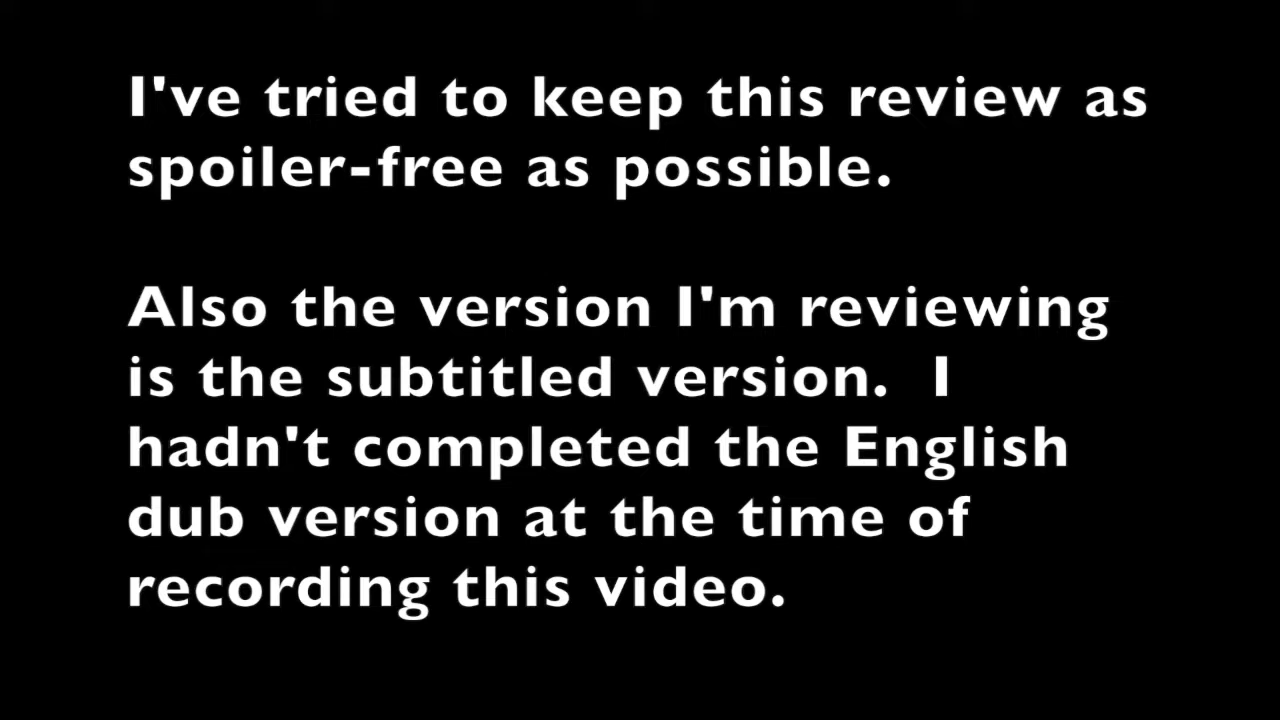 I've tried to keep this review as
spoiler-free as possible.
Also the version I'm reviewing
is the subtitled version.  I
hadn't completed the English
dub version at the time of
recording this video.